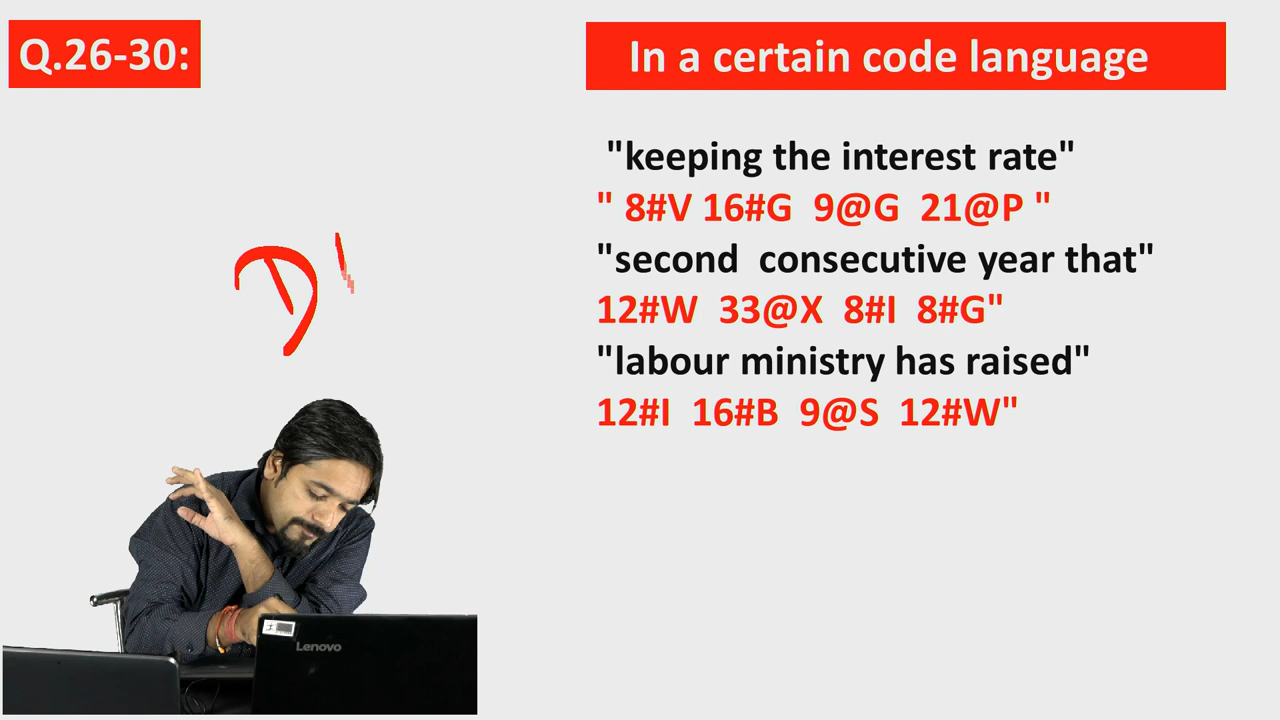 Q.26-30:
In a certain code language
"keeping the interest rate"
" 8#V 16#G 9@G 21@P "
"second consecutive year that"
12#W 33@X 8#I 8#G"
"labour ministry has raised"
12#I 16#B 9@S 12#W"
Lenovo